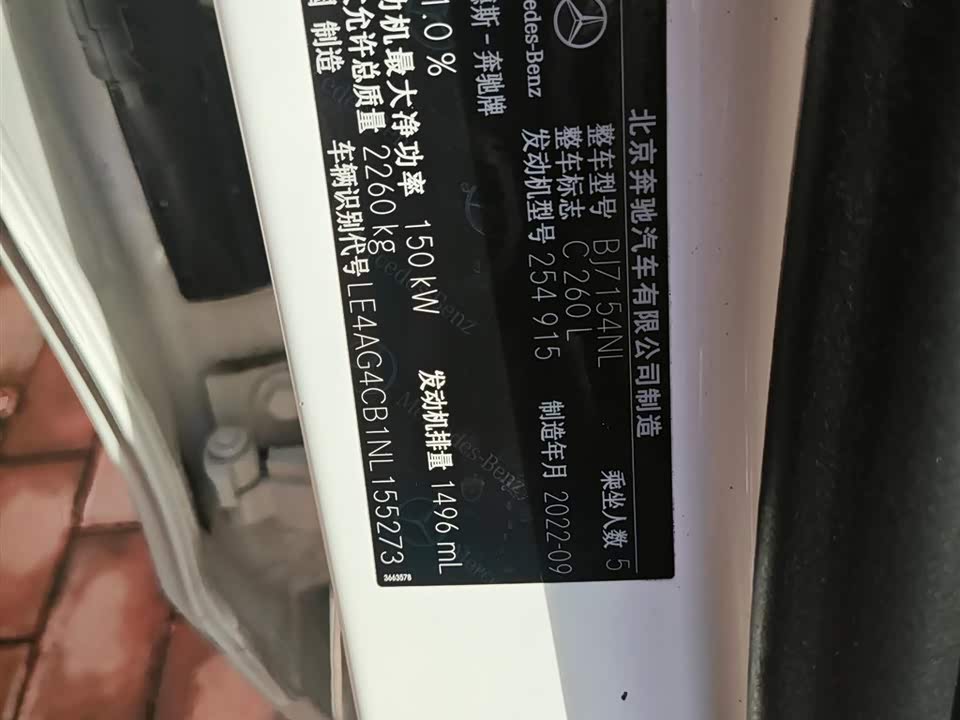 北京奔驰汽车有限公司制造
整车型号 BJ7154NL 乘坐人数 5
整车标志 C 260 L
发动机型号 254 915 制造年月 2022-09
edes-Benz
斯-奔驰牌
1.0 %
动机最大净功率 150 kW 发动机排量 1496 mL
允许总质量 2260 kg
车辆识别代号 LE4AG4CB1NL155273
制造
3663578